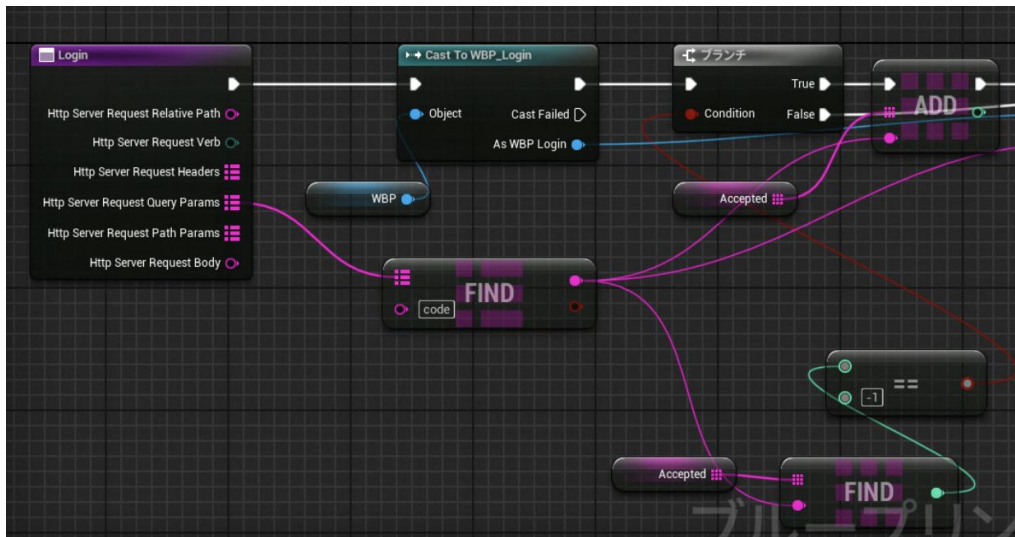 Login
Http Server Request Relative Path
Http Server Request Verb
Http Server Request Headers
Http Server Request Query Params
Http Server Request Path Params
Http Server Request Body
Cast To WBP_Login
Object
Cast Failed
As WBP Login
WBP
ブランチ
True
Condition
False
ADD
Accepted
FIND
code
==
-1
Accepted
FIND
ブループリン